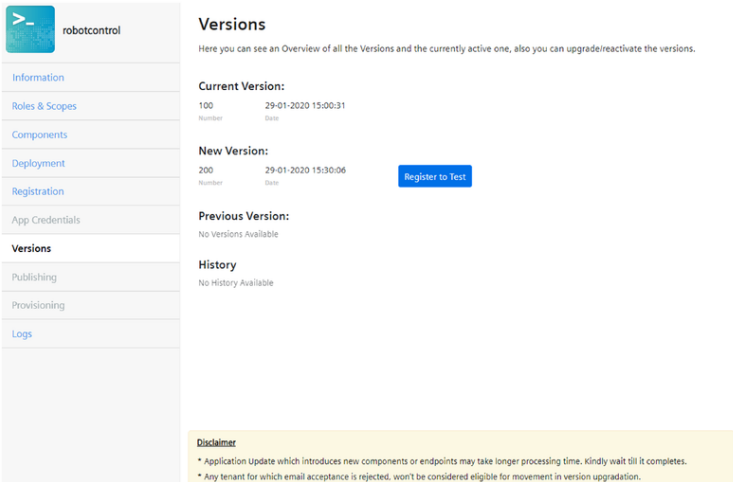 >_
robotcontrol
Information
Roles & Scopes
Components
Deployment
Registration
App Credentials
Versions
Publishing
Provisioning
Logs
Versions
Here you can see an Overview of all the Versions and the currently active one, also you can upgrade/reactivate the versions.
Current Version:
100 29-01-2020 15:00:31
Number Date
New Version:
200 29-01-2020 15:30:06 Register to Test
Number Date
Previous Version:
No Versions Available
History
No History Available
Disclaimer
* Application Update which introduces new components or endpoints may take longer processing time. Kindly wait till it completes.
* Any tenant for which email acceptance is rejected, won't be considered eligible for movement in version upgradation.